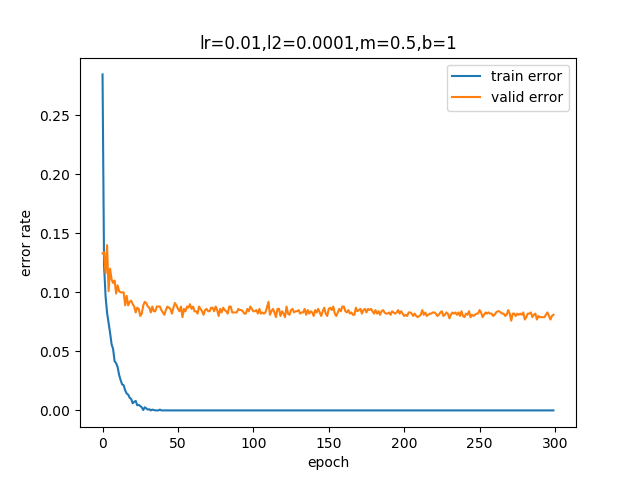 lr=0.01,l2=0.0001,m=0.5,b=1
train error
valid error
0.25
0.20
0.15
0.10
0.05
0.00
error rate
0 50 100 150 200 250 300
epoch